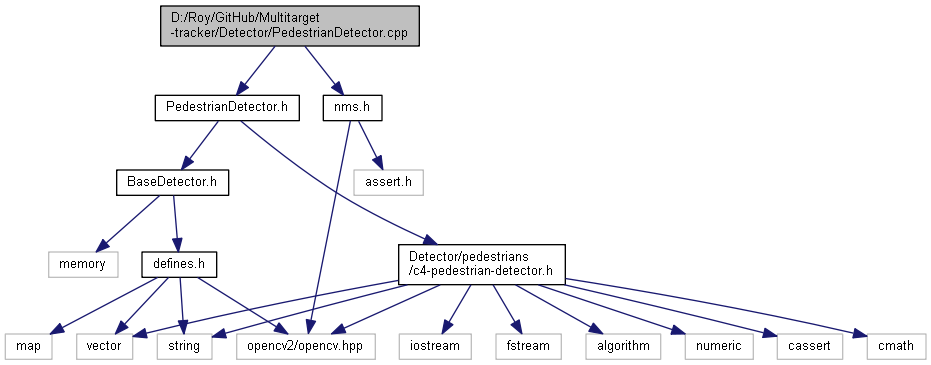 D:/Roy/GitHub/Multitarget
-tracker/Detector/PedestrianDetector.cpp
PedestrianDetector.h
nms.h
BaseDetector.h
assert.h
memory
defines.h
Detector/pedestrians
/c4-pedestrian-detector.h
map
vector
string
opencv2/opencv.hpp
iostream
fstream
algorithm
numeric
cassert
cmath